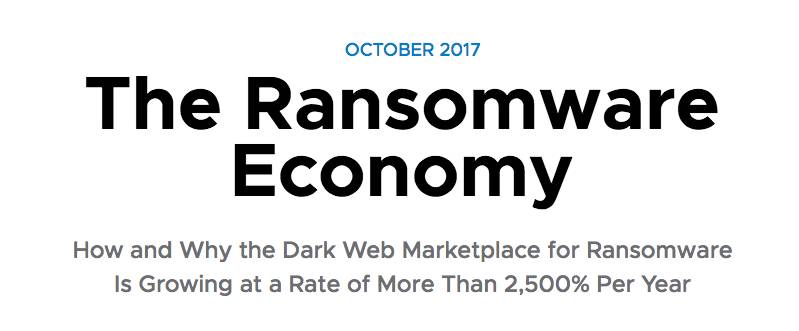 OCTOBER 2017
The Ransomware
Economy
How and Why the Dark Web Marketplace for Ransomware
Is Growing at a Rate of More Than 2,500% Per Year